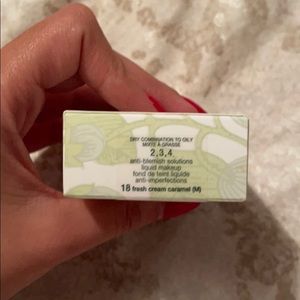 DRY COMBINATION TO OILY
MIXTE À GRASSE
2,3,4
anti-blemish solutions
liquid makeup
fond de teint liquide
anti-imperfections
18 fresh cream caramel (M)